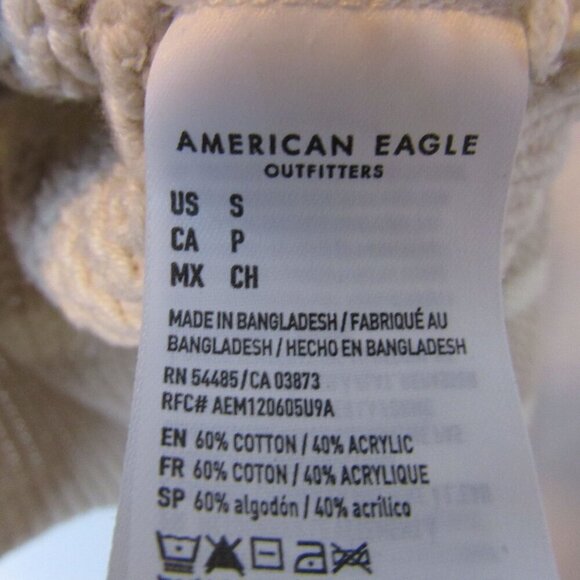 AMERICAN EAGLE
OUTFITTERS
US S
CA P
MX CH
MADE IN BANGLADESH / FABRIQUÉ AU
BANGLADESH / HECHO EN BANGLADESH
RN 54485/CA 03873
RFC# AEM120605U9A
EN 60% COTTON / 40% ACRYLIC
FR 60% COTON / 40% ACRYLIQUE
SP 60% algodón / 40% acrílico